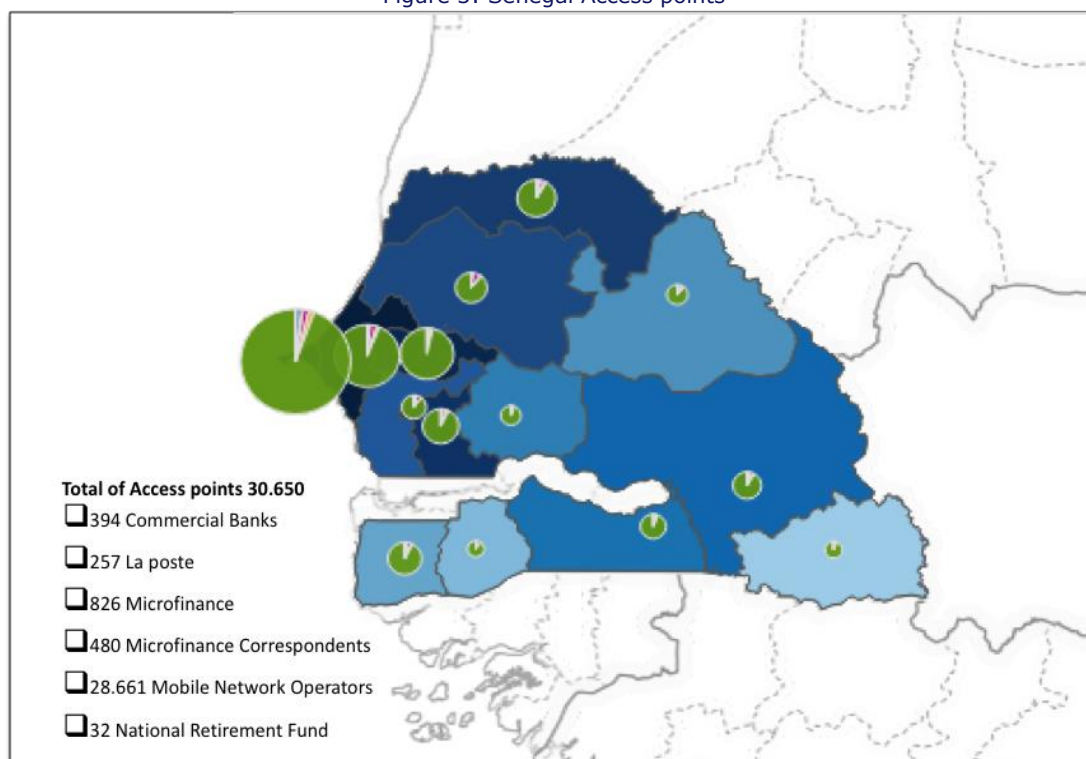 Figure 5: Senegal Access points
Total of Access points 30.650
394 Commercial Banks
257 La poste
826 Microfinance
480 Microfinance Correspondents
28.661 Mobile Network Operators
32 National Retirement Fund